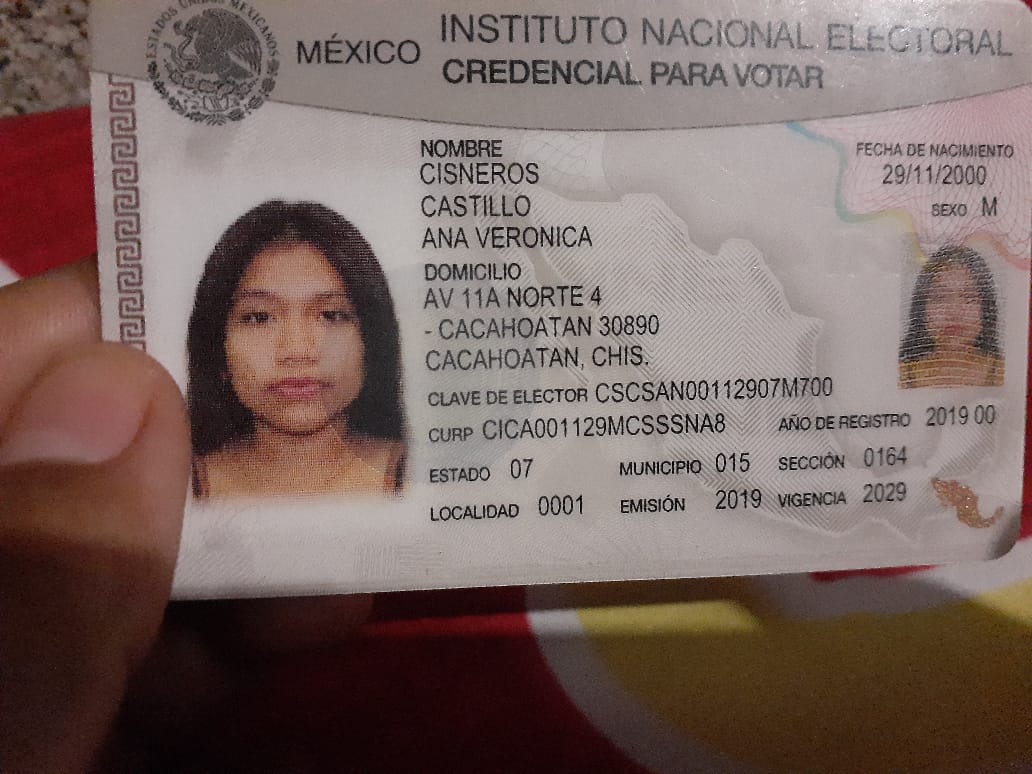 ESTADOS UNIDOS MEXICANOS
MÉXICO
INSTITUTO NACIONAL ELECTORAL
CREDENCIAL PARA VOTAR
NOMBRE
CISNEROS
CASTILLO
ANA VERONICA
FECHA DE NACIMIENTO
29/11/2000
SEXO M
DOMICILIO
AV 11A NORTE 4
- CACAHOATAN 30890
CACAHOATAN, CHIS.
CLAVE DE ELECTOR CSCSAN00112907M700
CURP CICA001129MCSSSNA8 AÑO DE REGISTRO 2019 00
ESTADO 07 MUNICIPIO 015 SECCIÓN 0164
LOCALIDAD 0001 EMISIÓN 2019 VIGENCIA 2029